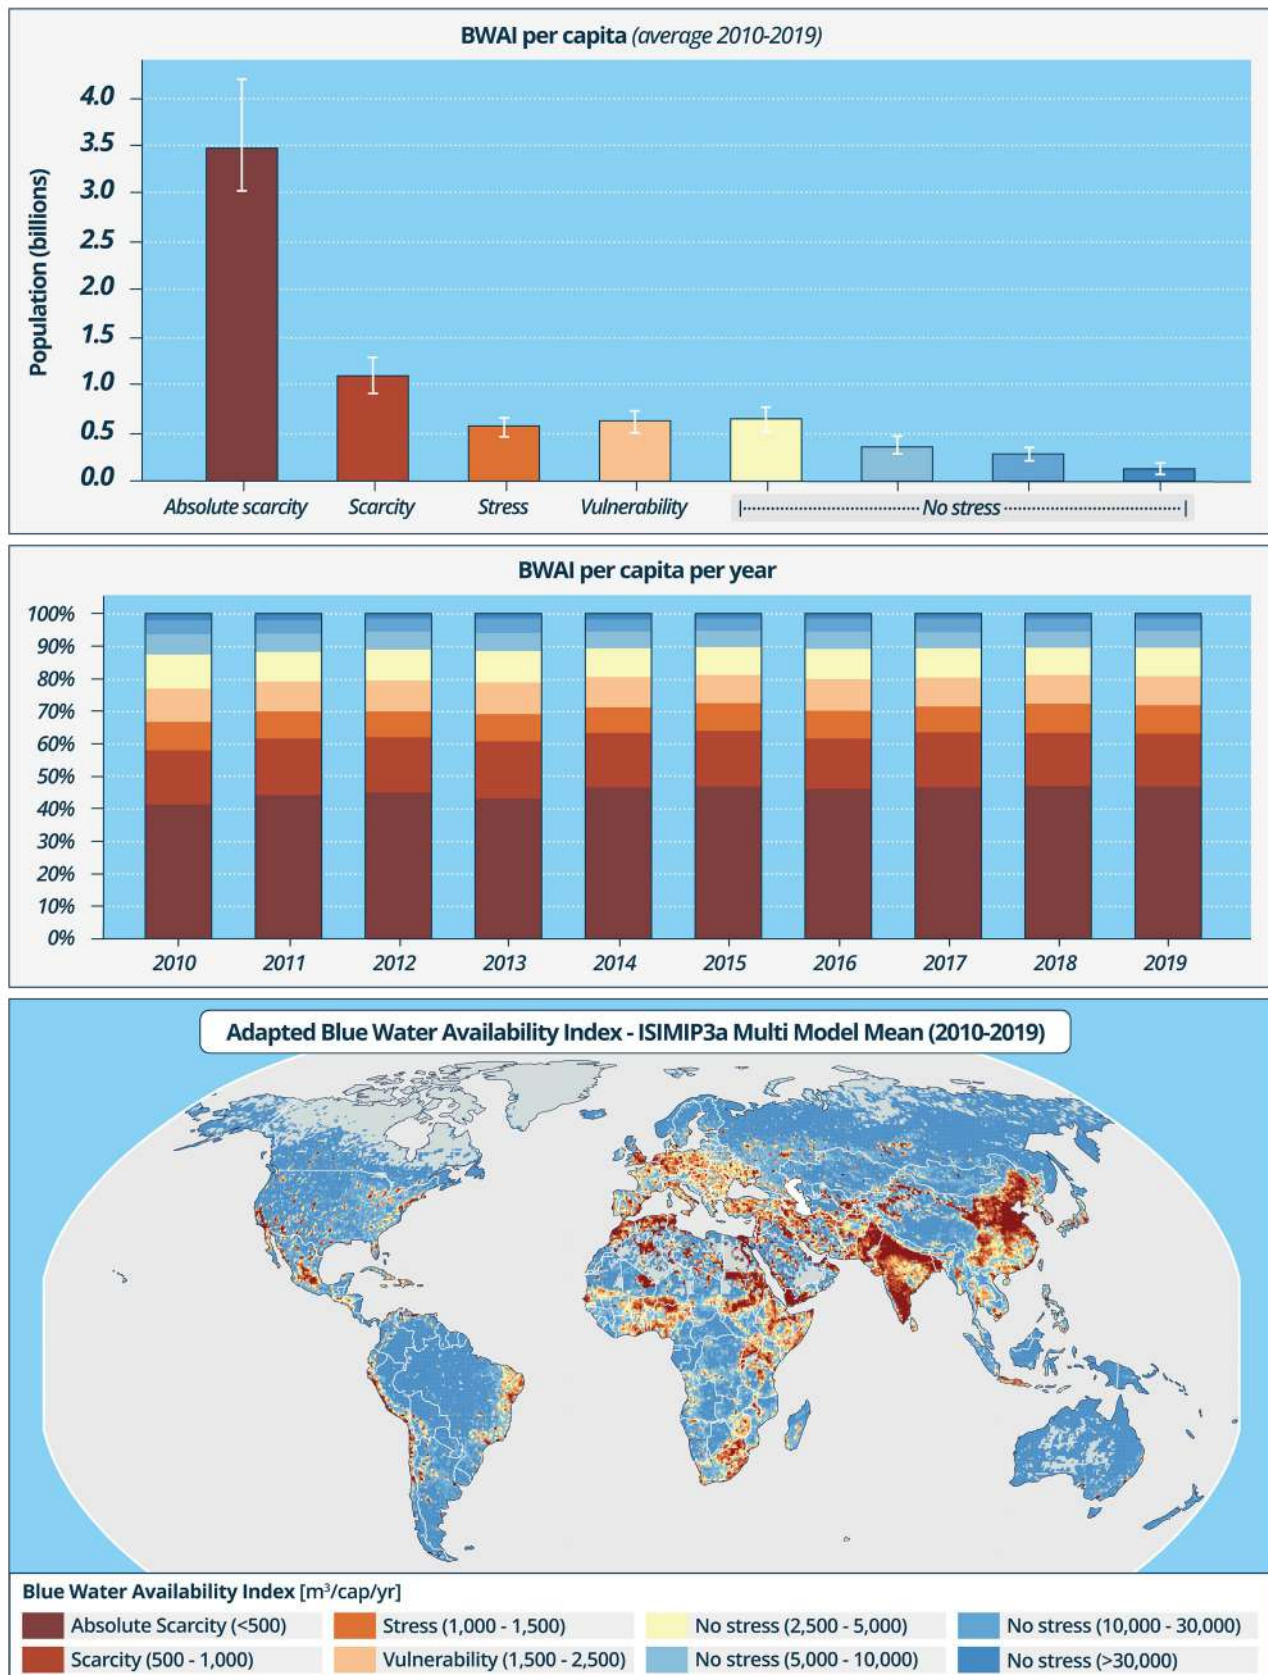 BWAI per capita (average 2010-2019)
Population (billions)
4.0
3.5
3.0
2.5
2.0
1.5
1.0
0.5
0.0
Absolute scarcity Scarcity Stress Vulnerability No stress
BWAI per capita per year
100%
90%
80%
70%
60%
50%
40%
30%
20%
10%
0%
2010 2011 2012 2013 2014 2015 2016 2017 2018 2019
Adapted Blue Water Availability Index - ISIMIP3a Multi Model Mean (2010-2019)
Blue Water Availability Index [m³/cap/yr]
Absolute Scarcity (<500) Stress (1,000 - 1,500) No stress (2,500 - 5,000) No stress (10,000 - 30,000)
Scarcity (500 - 1,000) Vulnerability (1,500 - 2,500) No stress (5,000 - 10,000) No stress (>30,000)